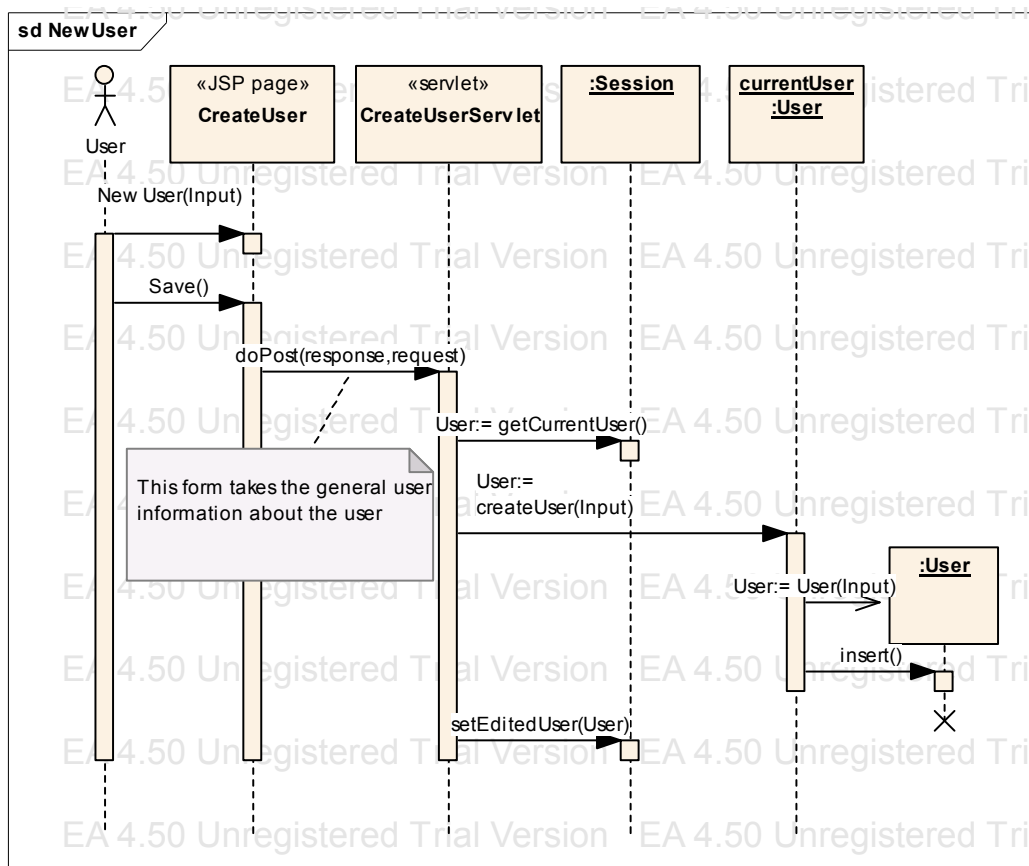 sd NewUser
«JSP page»
CreateUser
«servlet»
CreateUserServlet
:Session
currentUser
:User
User
New User(Input)
Save()
doPost(response,request)
User:= getCurrentUser()
This form takes the general user
information about the user
User:=
createUser(Input)
:User
User:= User(Input)
insert()
setEditedUser(User)
EA 4.50 Unregistered Trial Version